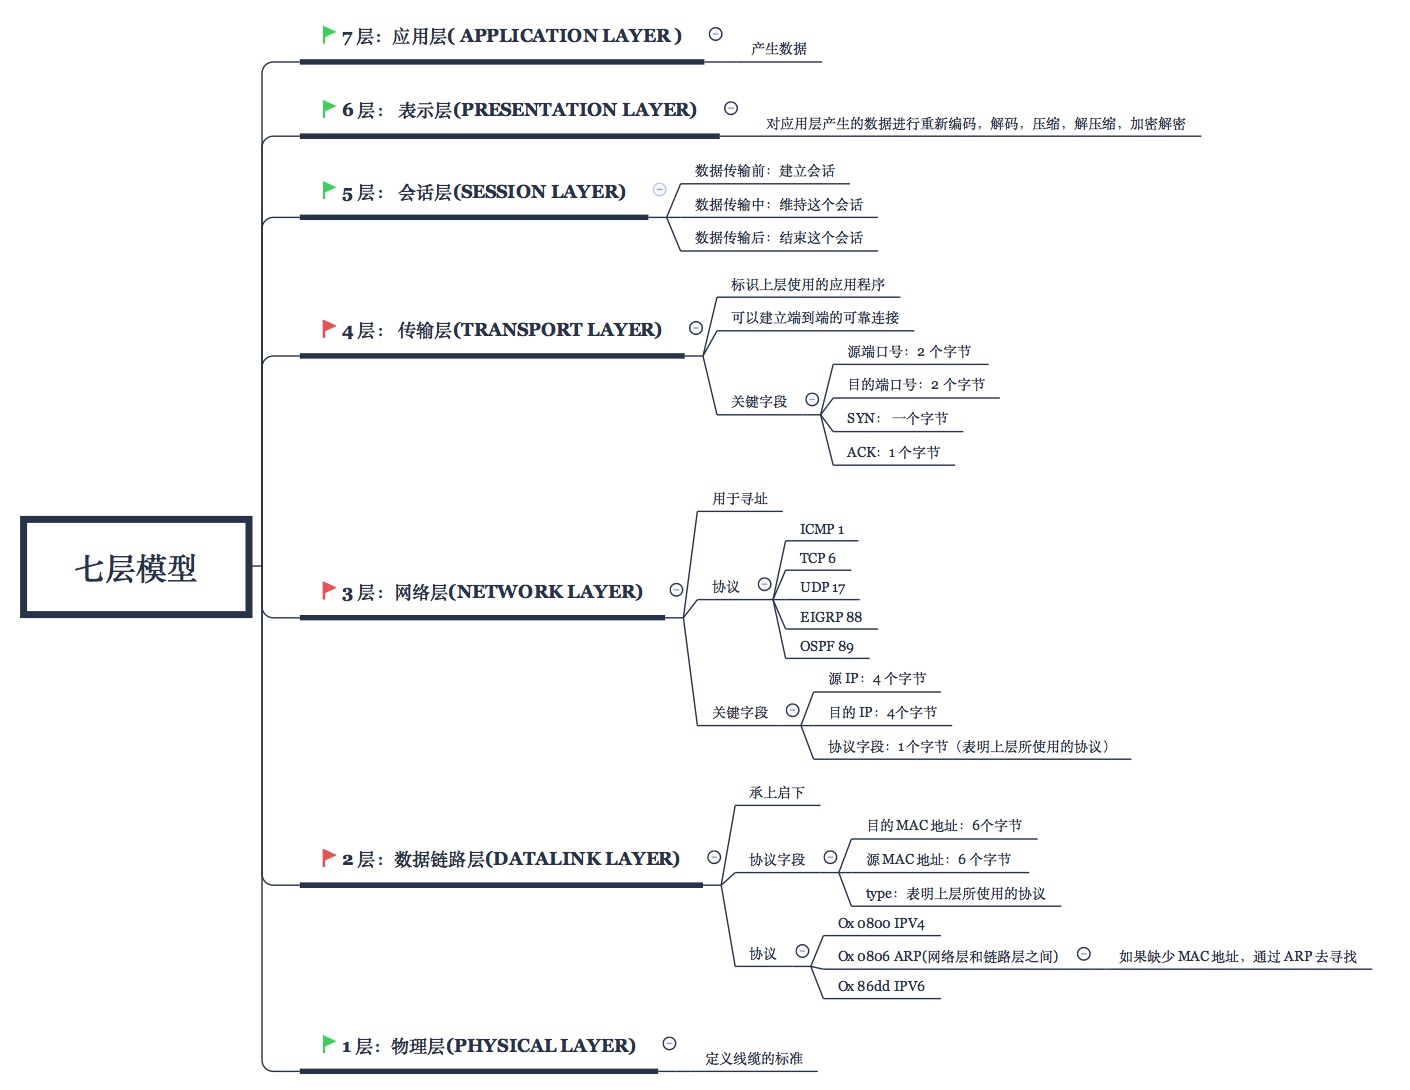 7 层：应用层( APPLICATION LAYER )
产生数据
6 层： 表示层(PRESENTATION LAYER)
对应用层产生的数据进行重新编码，解码，压缩，解压缩，加密解密
5 层： 会话层(SESSION LAYER)
数据传输前：建立会话
数据传输中：维持这个会话
数据传输后：结束这个会话
4 层： 传输层(TRANSPORT LAYER)
标识上层使用的应用程序
可以建立端到端的可靠连接
关键字段
源端口号：2 个字节
目的端口号：2 个字节
SYN： 一个字节
ACK：1 个字节
七层模型
3 层：网络层(NETWORK LAYER)
用于寻址
协议
ICMP 1
TCP 6
UDP 17
EIGRP 88
OSPF 89
关键字段
源 IP：4 个字节
目的 IP：4个字节
协议字段：1 个字节（表明上层所使用的协议）
2 层：数据链路层(DATALINK LAYER)
承上启下
协议字段
目的 MAC 地址：6个字节
源 MAC 地址：6 个字节
type：表明上层所使用的协议
协议
Ox 0800 IPV4
Ox 0806 ARP(网络层和链路层之间)
如果缺少 MAC 地址，通过 ARP 去寻找
Ox 86dd IPV6
1 层：物理层(PHYSICAL LAYER)
定义线缆的标准